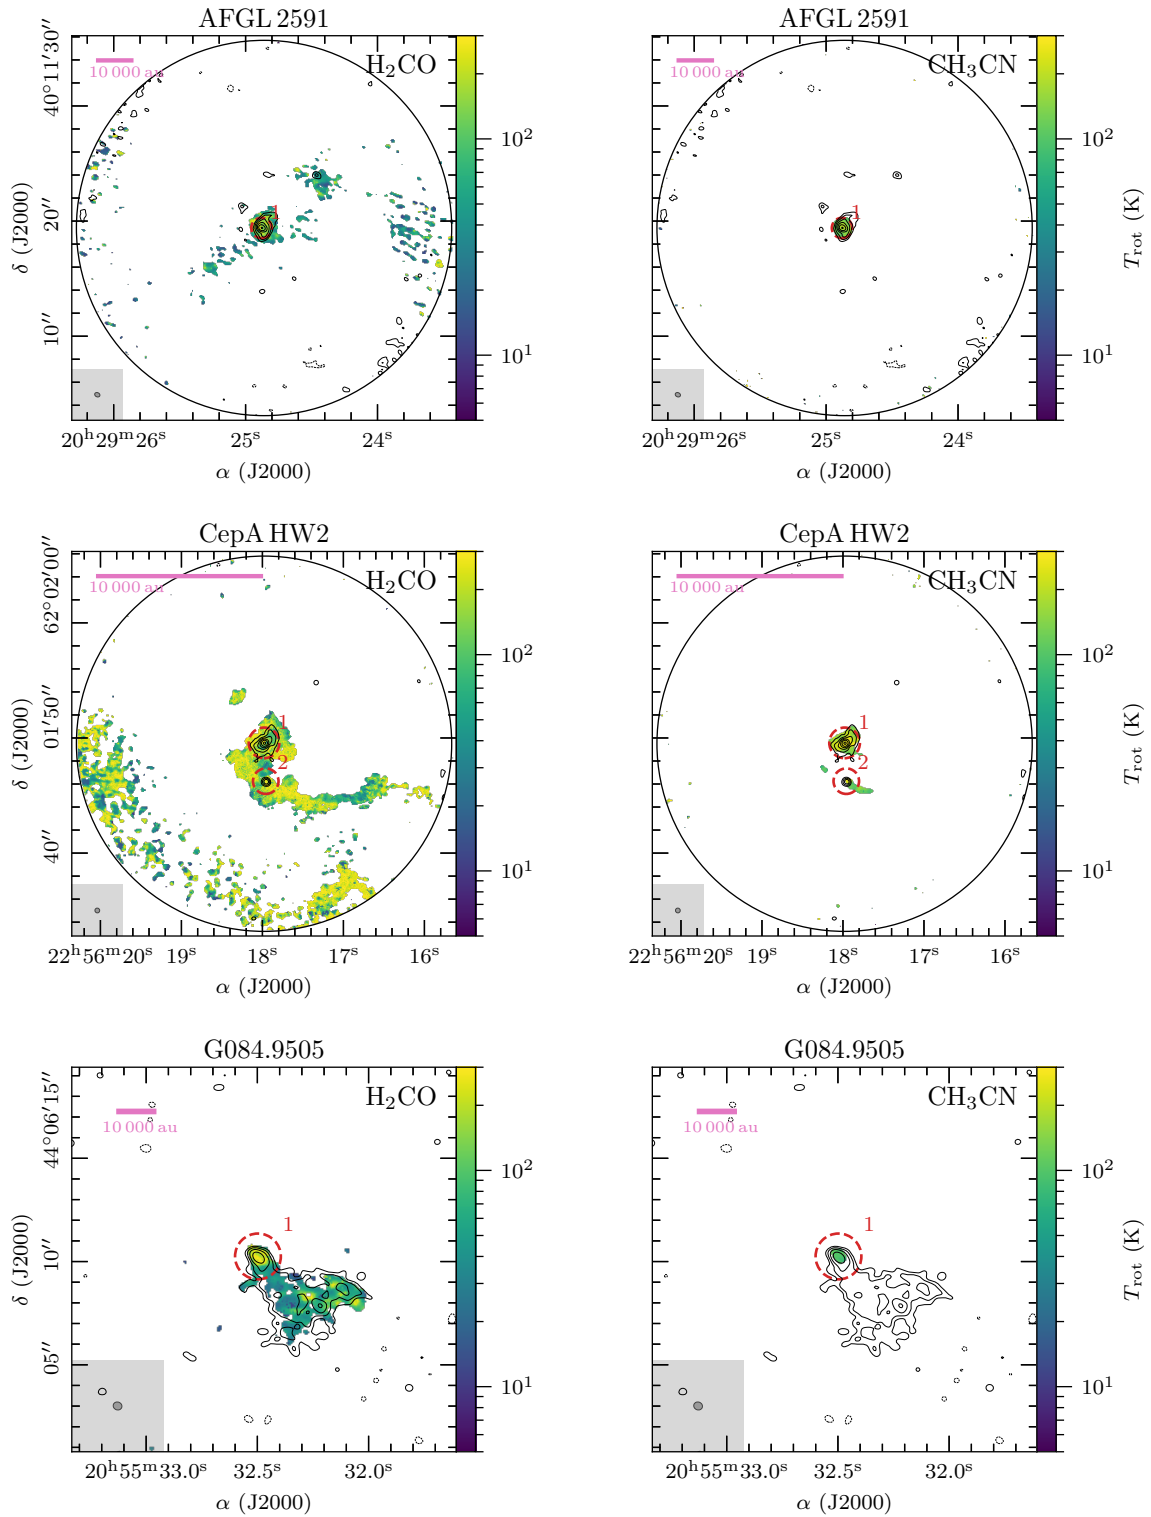 AFGL 2591
H₂CO
10 000 au
1
40°11′30″
20″
10″
δ (J2000)
20ʰ29ᵐ26ˢ 25ˢ 24ˢ
α (J2000)
10²
10¹
AFGL 2591
CH₃CN
10 000 au
1
20ʰ29ᵐ26ˢ 25ˢ 24ˢ
α (J2000)
10²
10¹
T_rot (K)
CepA HW2
H₂CO
10 000 au
1
2
62°02′00″
01′50″
40″
δ (J2000)
22ʰ56ᵐ20ˢ 19ˢ 18ˢ 17ˢ 16ˢ
α (J2000)
10²
10¹
CepA HW2
CH₃CN
10 000 au
1
2
22ʰ56ᵐ20ˢ 19ˢ 18ˢ 17ˢ 16ˢ
α (J2000)
10²
10¹
T_rot (K)
G084.9505
H₂CO
10 000 au
1
44°06′15″
10″
05″
δ (J2000)
20ʰ55ᵐ33.0ˢ 32.5ˢ 32.0ˢ
α (J2000)
10²
10¹
G084.9505
CH₃CN
10 000 au
1
20ʰ55ᵐ33.0ˢ 32.5ˢ 32.0ˢ
α (J2000)
10²
10¹
T_rot (K)